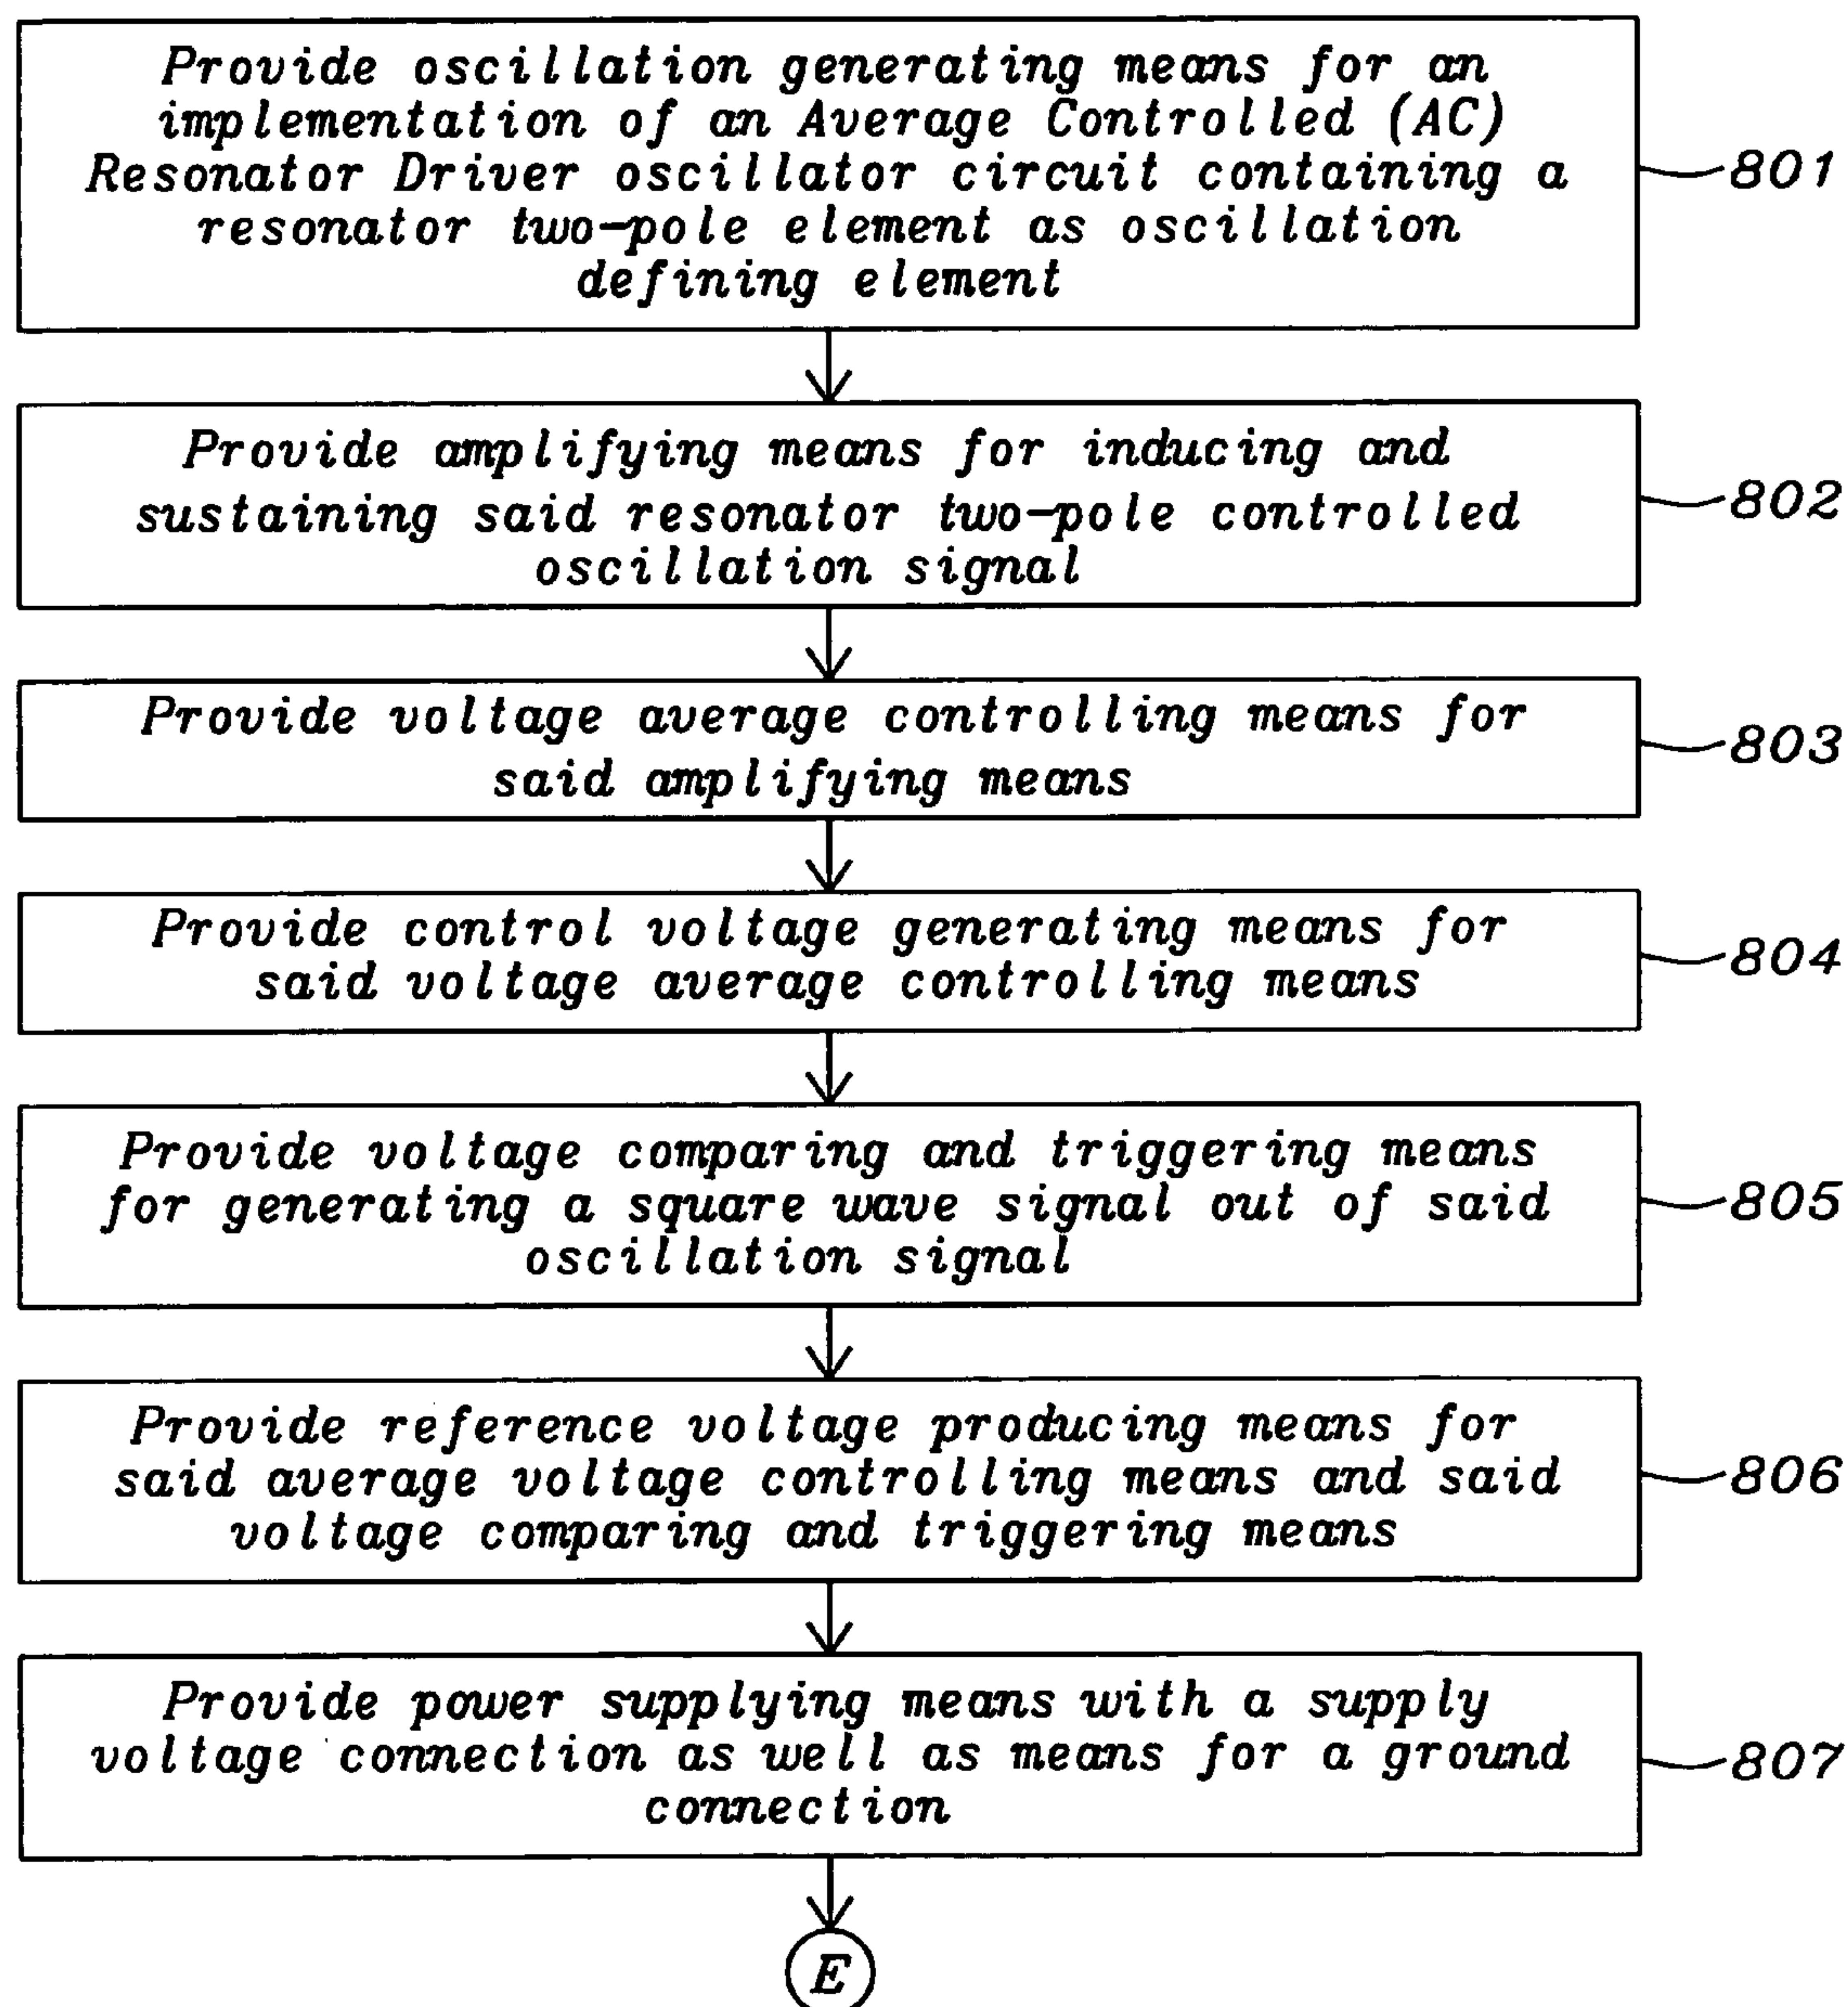 Provide oscillation generating means for an
implementation of an Average Controlled (AC)
Resonator Driver oscillator circuit containing a
resonator two-pole element as oscillation
defining element
801
Provide amplifying means for inducing and
sustaining said resonator two-pole controlled
oscillation signal
802
Provide voltage average controlling means for
said amplifying means
803
Provide control voltage generating means for
said voltage average controlling means
804
Provide voltage comparing and triggering means
for generating a square wave signal out of said
oscillation signal
805
Provide reference voltage producing means for
said average voltage controlling means and said
voltage comparing and triggering means
806
Provide power supplying means with a supply
voltage connection as well as means for a ground
connection
807
E